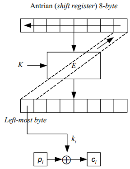 Antrian (shift register) 8-byte
K
E
Left-most byte
ki
pi
ci